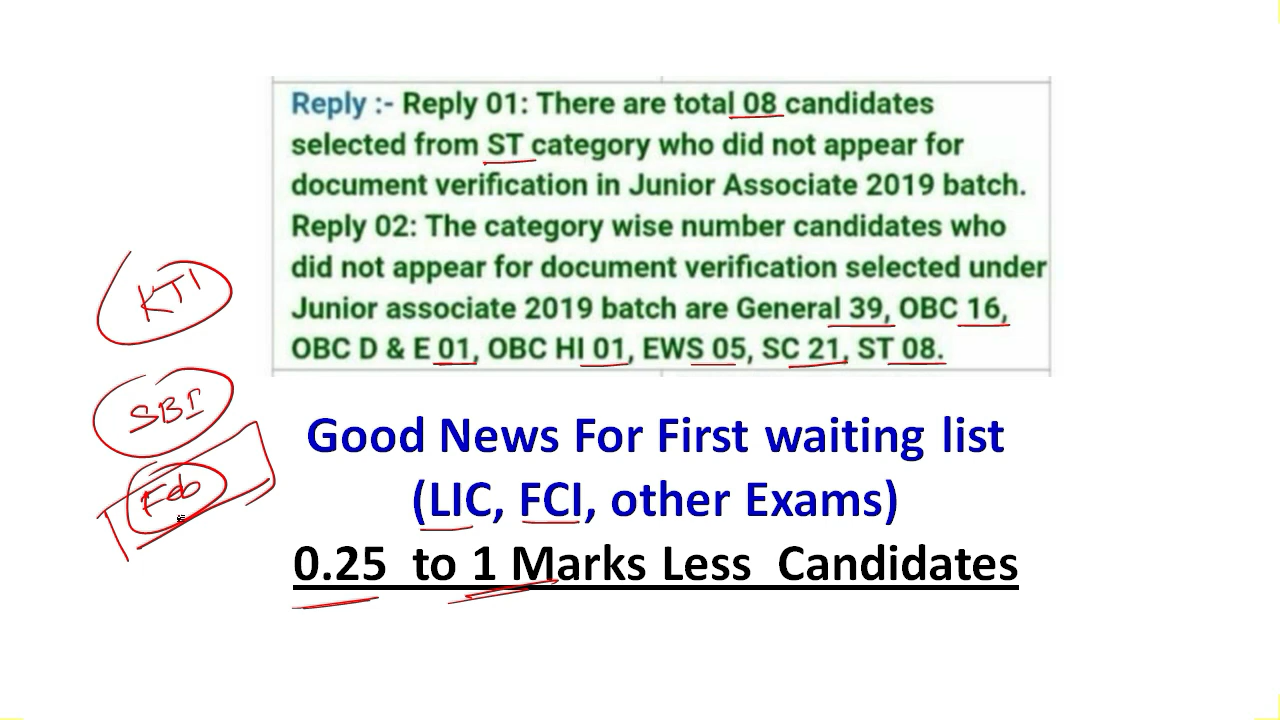 Reply :- Reply 01: There are total 08 candidates
selected from ST category who did not appear for
document verification in Junior Associate 2019 batch.
Reply 02: The category wise number candidates who
did not appear for document verification selected under
Junior associate 2019 batch are General 39, OBC 16,
OBC D & E 01, OBC HI 01, EWS 05, SC 21, ST 08.
KTI
SBI
Feb
Good News For First waiting list
(LIC, FCI, other Exams)
0.25 to 1 Marks Less Candidates